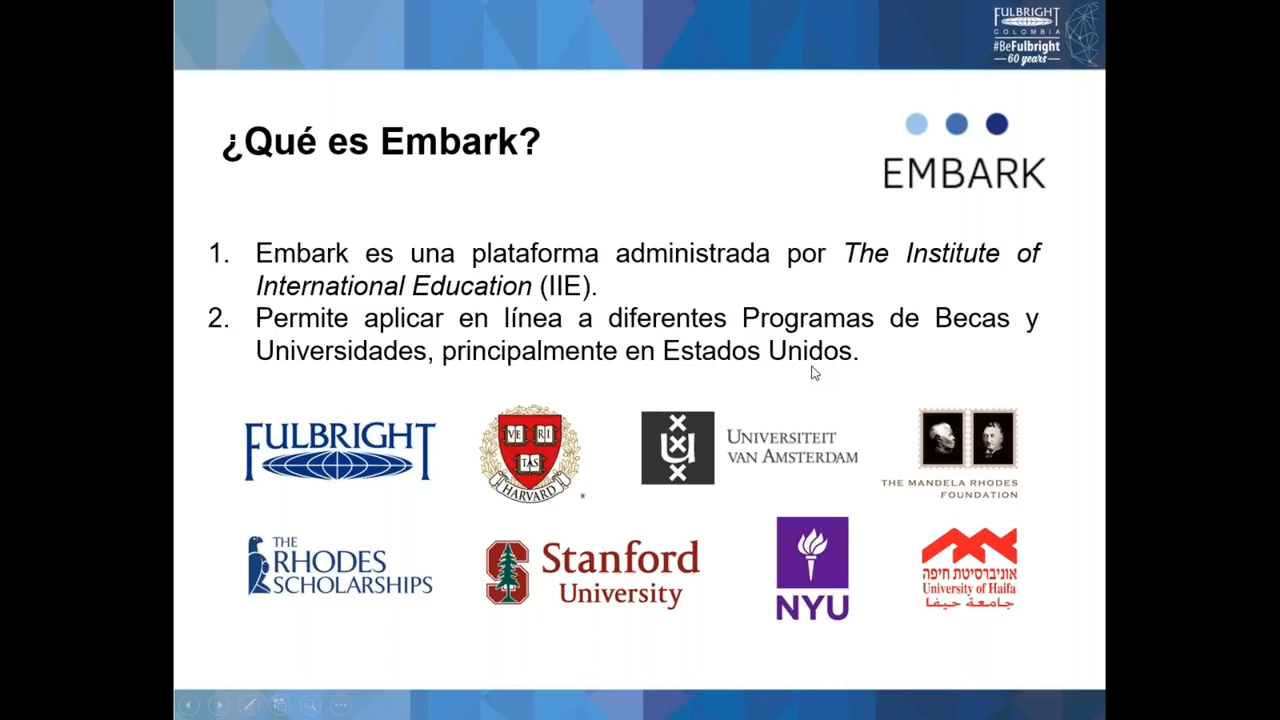 FULBRIGHT
COLOMBIA
#BeFulbright
60 years
¿Qué es Embark?
EMBARK
1. Embark es una plataforma administrada por The Institute of
International Education (IIE).
2. Permite aplicar en línea a diferentes Programas de Becas y
Universidades, principalmente en Estados Unidos.
FULBRIGHT
VE RI
TAS
HARVARD
UNIVERSITEIT
VAN AMSTERDAM
THE MANDELA RHODES
FOUNDATION
THE
RHODES
SCHOLARSHIPS
Stanford
University
NYU
אוניברסיטת חיפה
University of Haifa
جامعة حيفا